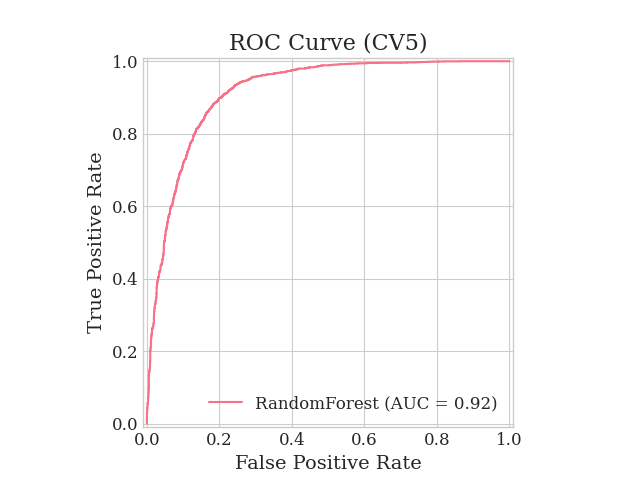 ROC Curve (CV5)
True Positive Rate
1.0
0.8
0.6
0.4
0.2
0.0
RandomForest (AUC = 0.92)
0.0 0.2 0.4 0.6 0.8 1.0
False Positive Rate